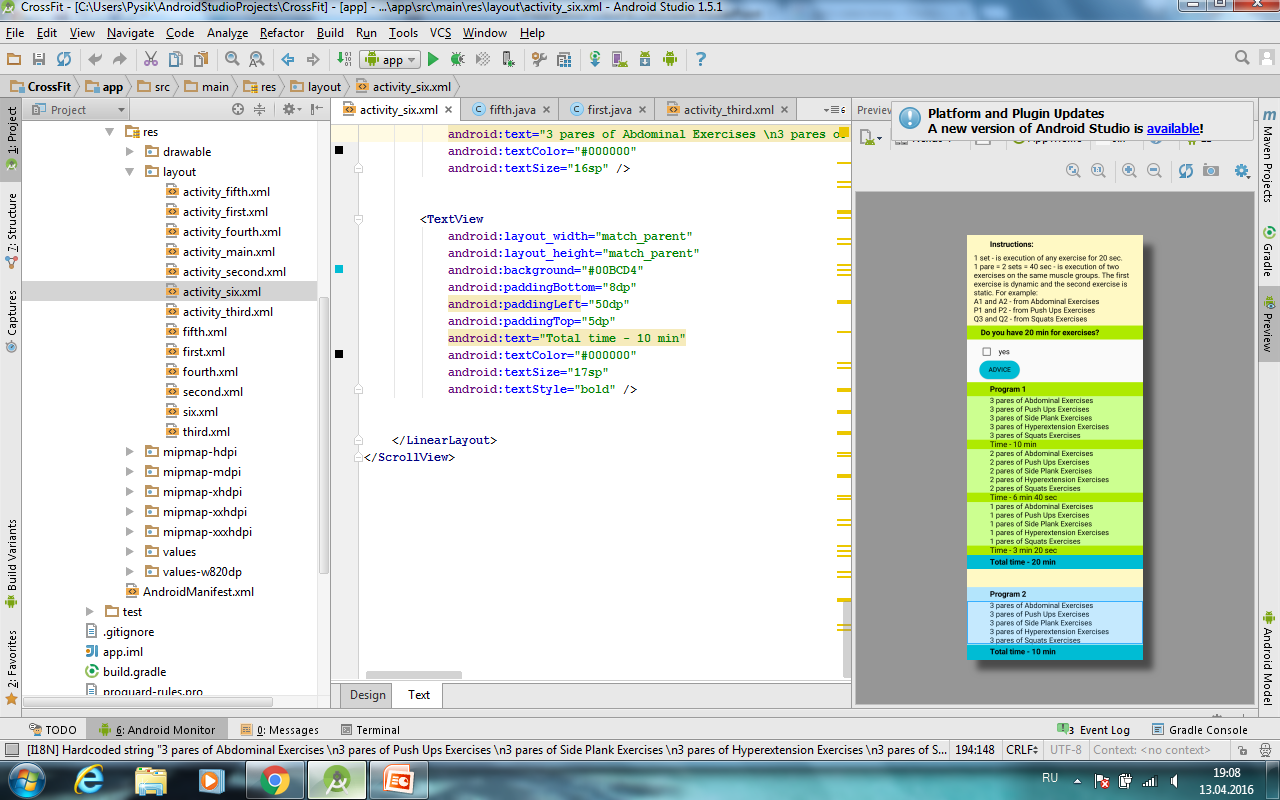 CrossFit - [C:\Users\Pysik\AndroidStudioProjects\CrossFit] - [app] - ...\app\src\main\res\layout\activity_six.xml - Android Studio 1.5.1
File Edit View Navigate Code Analyze Refactor Build Run Tools VCS Window Help
app
CrossFit app src main res layout activity_six.xml
Project
activity_six.xml fifth.java first.java activity_third.xml
Preview
Platform and Plugin Updates
A new version of Android Studio is available!
1: Project
7: Structure
Captures
Build Variants
2: Favorites
res
drawable
layout
activity_fifth.xml
activity_first.xml
activity_fourth.xml
activity_main.xml
activity_second.xml
activity_six.xml
activity_third.xml
fifth.xml
first.xml
fourth.xml
second.xml
six.xml
third.xml
mipmap-hdpi
mipmap-mdpi
mipmap-xhdpi
mipmap-xxhdpi
mipmap-xxxhdpi
values
values-w820dp
AndroidManifest.xml
test
.gitignore
app.iml
build.gradle
proguard-rules.pro
android:text="3 pares of Abdominal Exercises \n3 pares o
android:textColor="#000000"
android:textSize="16sp" />
<TextView
android:layout_width="match_parent"
android:layout_height="match_parent"
android:background="#00BCD4"
android:paddingBottom="8dp"
android:paddingLeft="50dp"
android:paddingTop="5dp"
android:text="Total time - 10 min"
android:textColor="#000000"
android:textSize="17sp"
android:textStyle="bold" />
</LinearLayout>
</ScrollView>
Design Text
Instructions:
1 set - is execution of any exercise for 20 sec.
1 pare = 2 sets = 40 sec - is execution of two
exercises on the same muscle groups. The first
exercise is dynamic and the second exercise is
static. For example:
A1 and A2 - from Abdominal Exercises
P1 and P2 - from Push Ups Exercises
Q3 and Q2 - from Squats Exercises
Do you have 20 min for exercises?
yes
ADVICE
Program 1
3 pares of Abdominal Exercises
3 pares of Push Ups Exercises
3 pares of Side Plank Exercises
3 pares of Hyperextension Exercises
3 pares of Squats Exercises
Time - 10 min
2 pares of Abdominal Exercises
2 pares of Push Ups Exercises
2 pares of Side Plank Exercises
2 pares of Hyperextension Exercises
2 pares of Squats Exercises
Time - 6 min 40 sec
1 pares of Abdominal Exercises
1 pares of Push Ups Exercises
1 pares of Side Plank Exercises
1 pares of Hyperextension Exercises
1 pares of Squats Exercises
Time - 3 min 20 sec
Total time - 20 min
Program 2
3 pares of Abdominal Exercises
3 pares of Push Ups Exercises
3 pares of Side Plank Exercises
3 pares of Hyperextension Exercises
3 pares of Squats Exercises
Total time - 10 min
Maven Projects
Gradle
Preview
Android Model
TODO 6: Android Monitor 0: Messages Terminal 3 Event Log Gradle Console
[I18N] Hardcoded string "3 pares of Abdominal Exercises \n3 pares of Push Ups Exercises \n3 pares of Side Plank Exercises \n3 pares of Hyperextension Exercises \n3 pares of S... 194:148 CRLF UTF-8 Context: <no context>
RU 19:08
13.04.2016